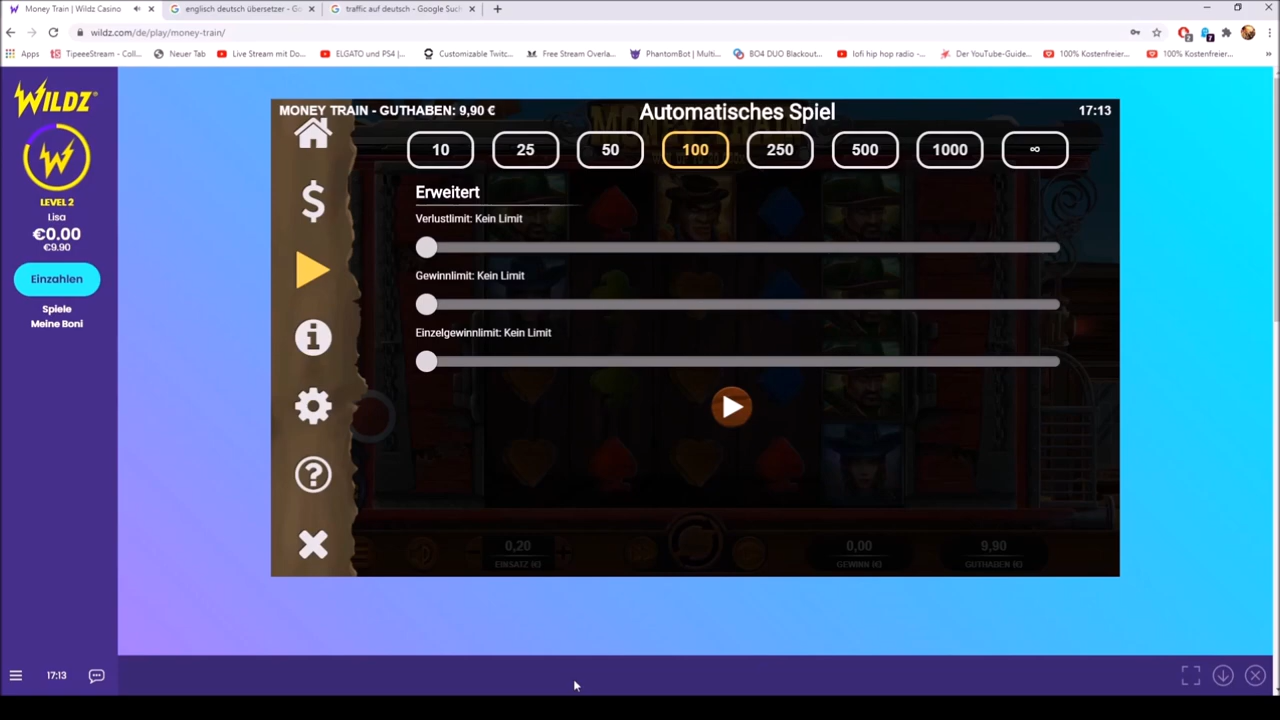 Money Train | Wildz Casino
englisch deutsch übersetzer - Go
traffic auf deutsch - Google Such
wildz.com/de/play/money-train/
Apps
TipeeeStream - Coll...
Neuer Tab
Live Stream mit Do...
ELGATO und PS4 |...
Customizable Twitc...
Free Stream Overla...
PhantomBot | Multi...
BO4 DUO Blackout...
lofi hip hop radio -...
Der YouTube-Guide...
100% Kostenfreier...
100% Kostenfreier...
WILDZ
LEVEL 2
Lisa
€0.00
€9.90
Einzahlen
Spiele
Meine Boni
17:13
MONEY TRAIN - GUTHABEN: 9,90 €
Automatisches Spiel
17:13
10 25 50 100 250 500 1000 ∞
Erweitert
Verlustlimit: Kein Limit
Gewinnlimit: Kein Limit
Einzelgewinnlimit: Kein Limit
0,20
EINSATZ (€)
0,00
GEWINN (€)
9,90
GUTHABEN (€)